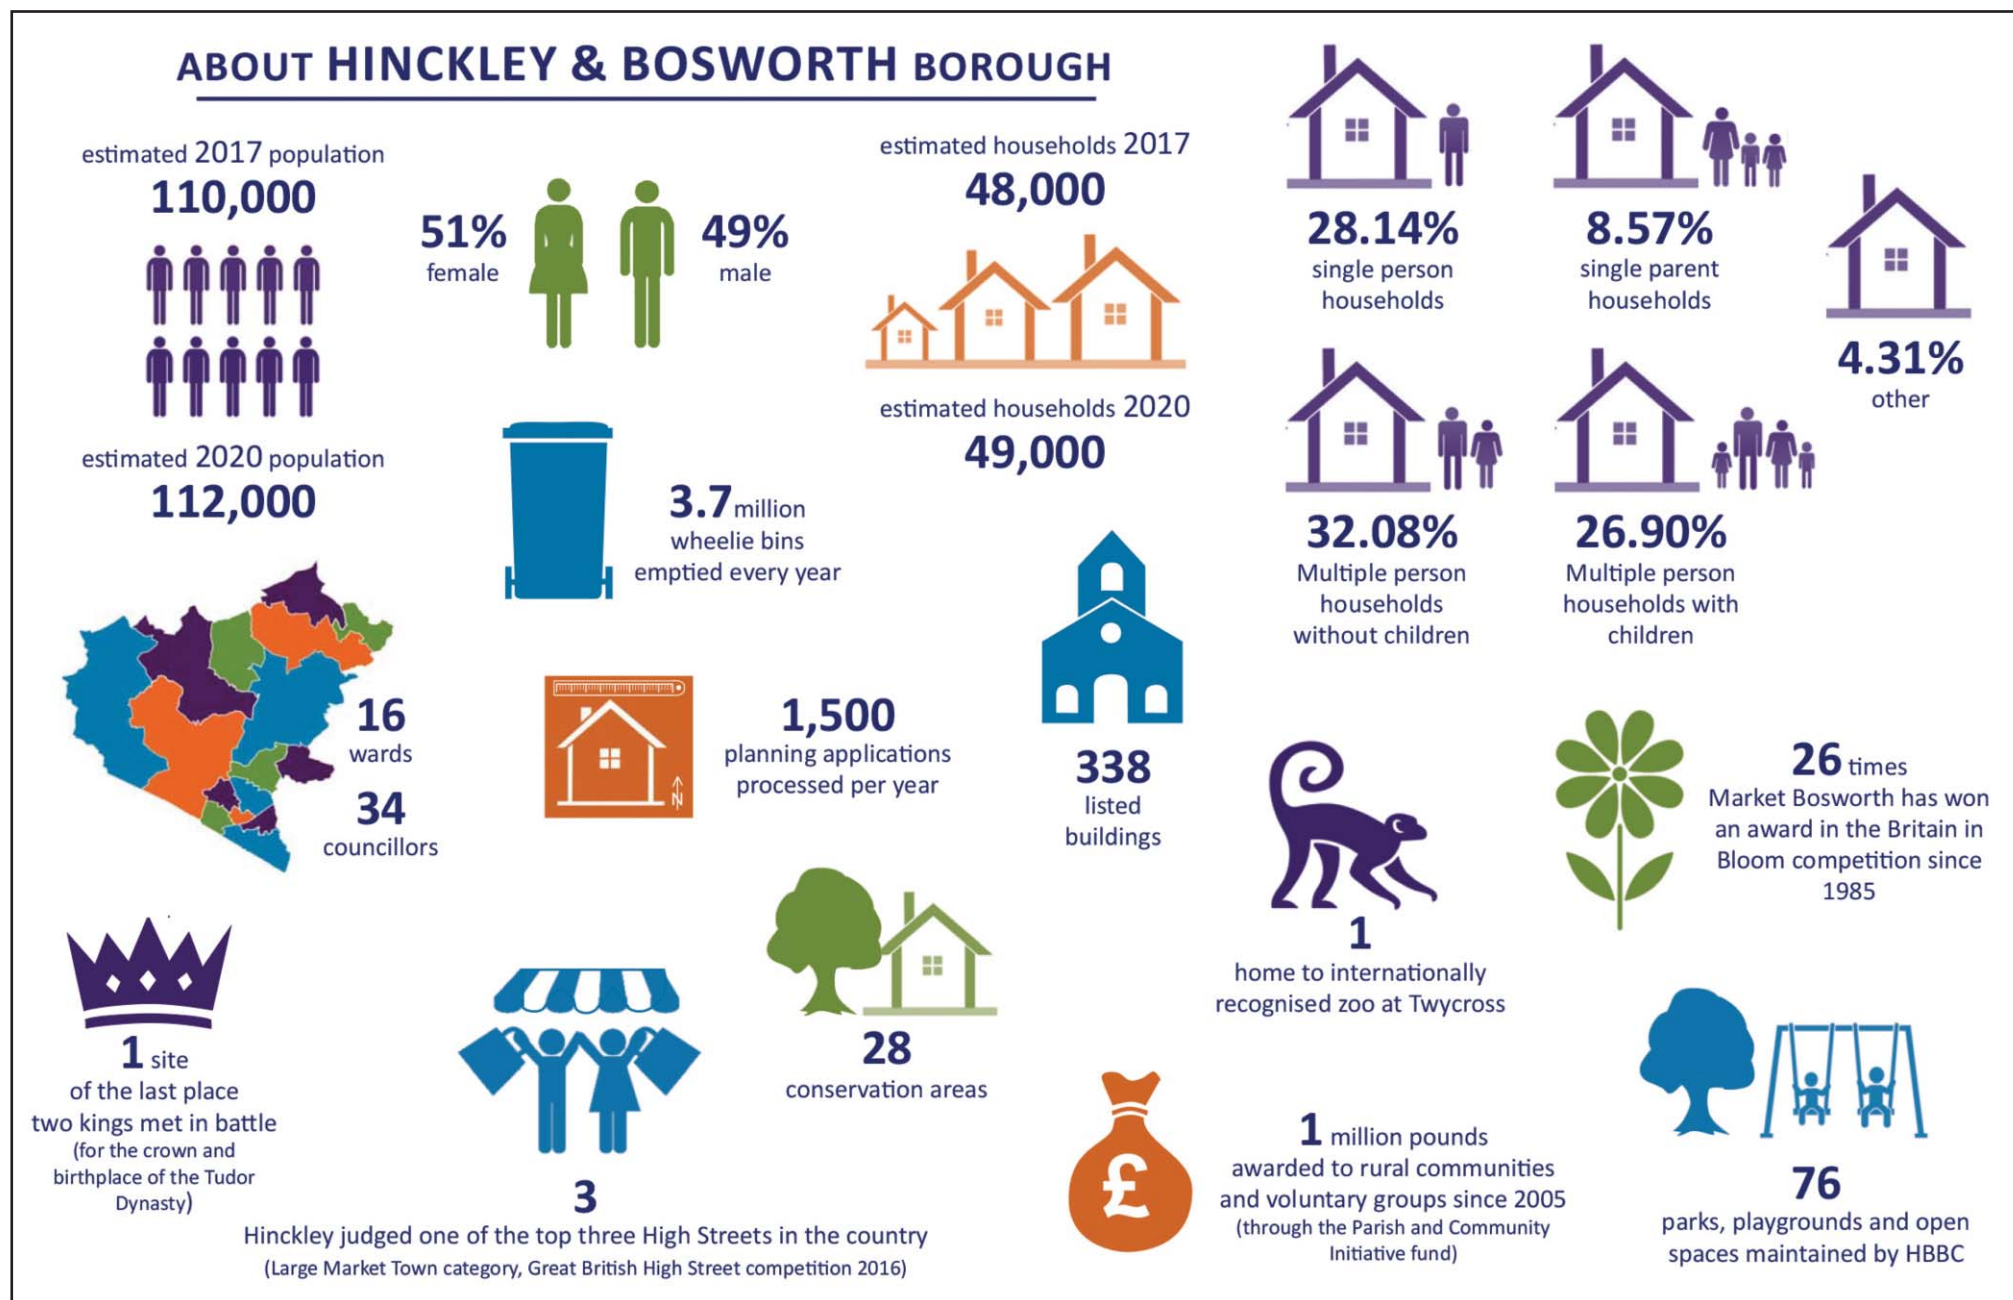 ABOUT HINCKLEY & BOSWORTH BOROUGH
estimated 2017 population
110,000
estimated 2020 population
112,000
51%
female
49%
male
estimated households 2017
48,000
estimated households 2020
49,000
28.14%
single person
households
8.57%
single parent
households
4.31%
other
32.08%
Multiple person
households
without children
26.90%
Multiple person
households with
children
3.7 million
wheelie bins
emptied every year
16
wards
34
councillors
1,500
planning applications
processed per year
338
listed
buildings
1
home to internationally
recognised zoo at Twycross
26 times
Market Bosworth has won
an award in the Britain in
Bloom competition since
1985
1 site
of the last place
two kings met in battle
(for the crown and
birthplace of the Tudor
Dynasty)
3
Hinckley judged one of the top three High Streets in the country
(Large Market Town category, Great British High Street competition 2016)
28
conservation areas
£
1 million pounds
awarded to rural communities
and voluntary groups since 2005
(through the Parish and Community
Initiative fund)
76
parks, playgrounds and open
spaces maintained by HBBC
N